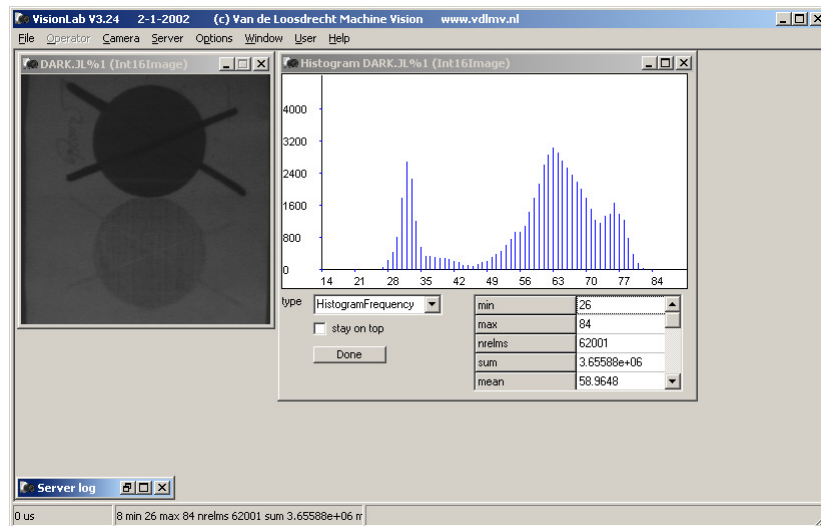 VisionLab V3.24 2-1-2002 (c) Van de Loosdrecht Machine Vision www.vdlmv.nl
File Operator Camera Server Options Window User Help
DARK.JL%1 (Int16Image)
Histogram DARK.JL%1 (Int16Image)
4000
3200
2400
1600
800
0
14 21 28 35 42 49 56 63 70 77 84
type HistogramFrequency
stay on top
Done
min 26
max 84
nrelms 62001
sum 3.65588e+06
mean 58.9648
Server log
0 us 8 min 26 max 84 nrelms 62001 sum 3.65588e+06 m